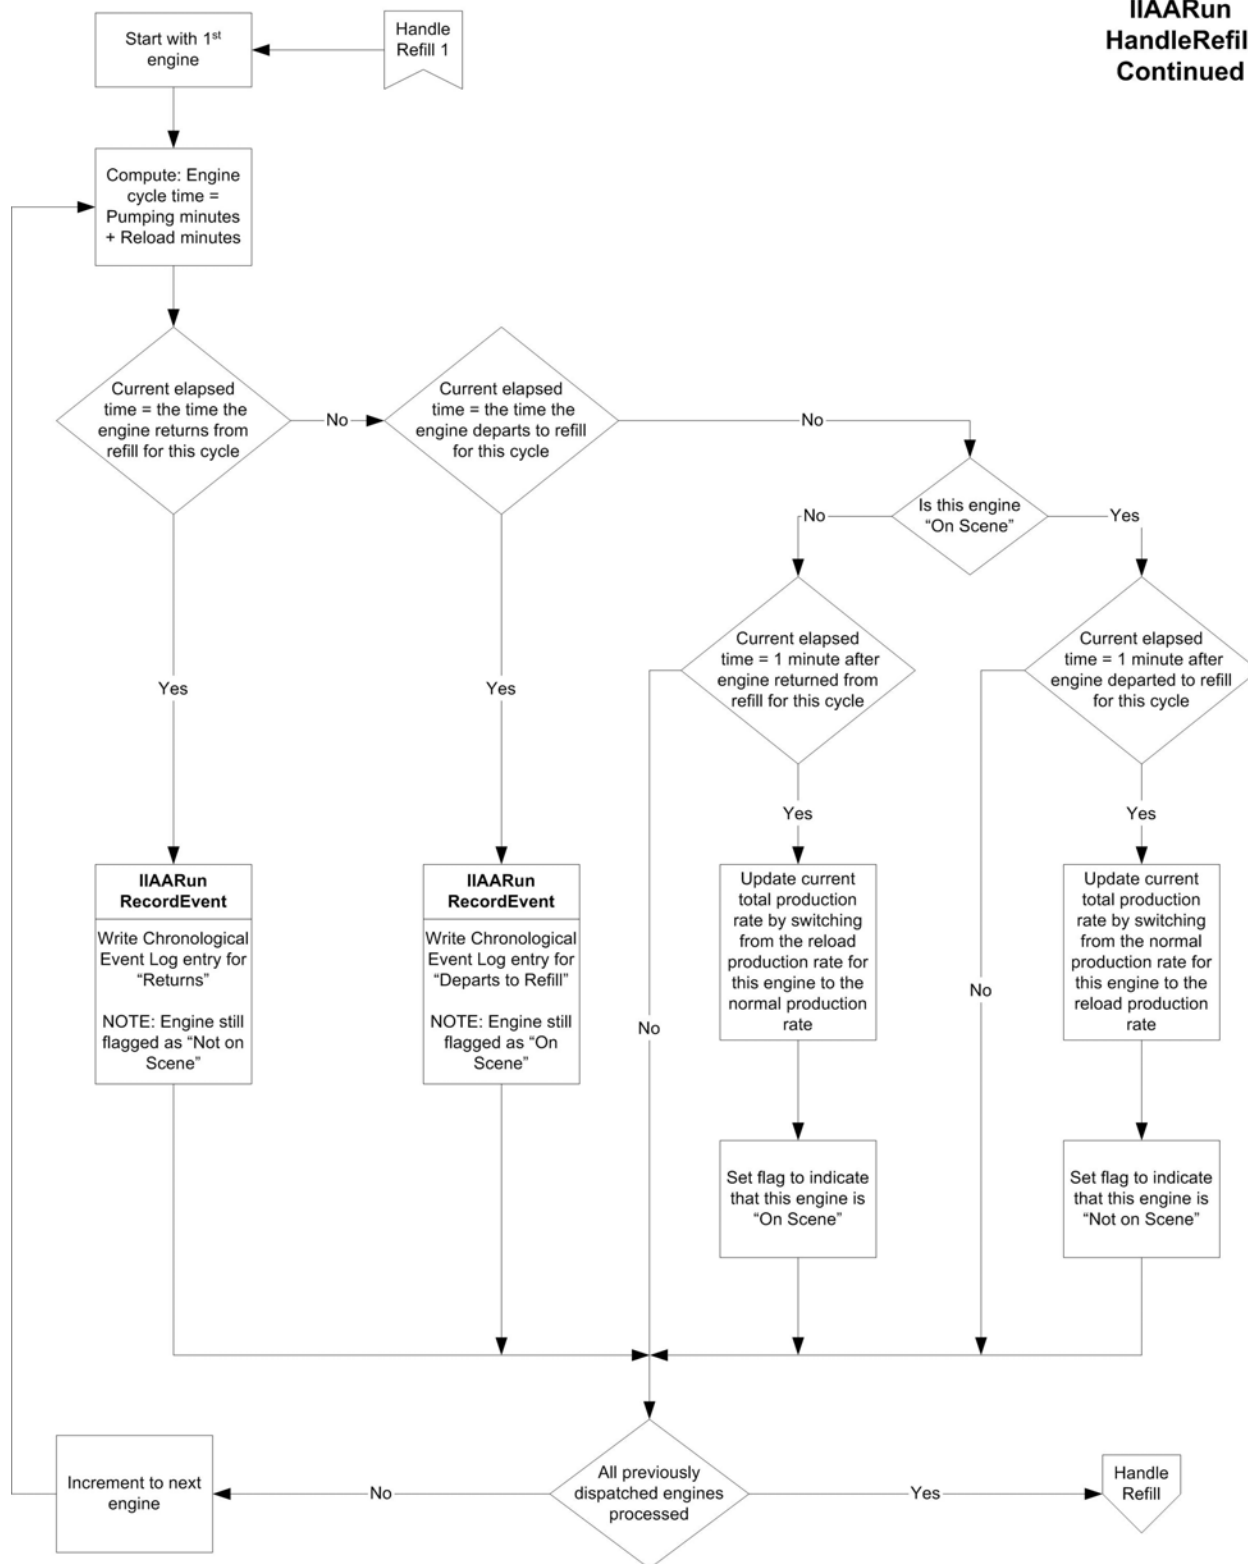 IIAARun
HandleRefil
Continued
Handle
Refill 1
Start with 1st
engine
Compute: Engine
cycle time =
Pumping minutes
+ Reload minutes
Current elapsed
time = the time the
engine returns from
refill for this cycle
No
Current elapsed
time = the time the
engine departs to refill
for this cycle
No
Is this engine
“On Scene”
No
Yes
Current elapsed
time = 1 minute after
engine returned from
refill for this cycle
Current elapsed
time = 1 minute after
engine departed to refill
for this cycle
Yes
Yes
Yes
Yes
IIAARun
RecordEvent
Write Chronological
Event Log entry for
“Returns”
NOTE: Engine still
flagged as “Not on
Scene”
IIAARun
RecordEvent
Write Chronological
Event Log entry for
“Departs to Refill”
NOTE: Engine still
flagged as “On
Scene”
No
Update current
total production
rate by switching
from the reload
production rate for
this engine to the
normal production
rate
No
Update current
total production
rate by switching
from the normal
production rate for
this engine to the
reload production
rate
Set flag to indicate
that this engine is
“On Scene”
Set flag to indicate
that this engine is
“Not on Scene”
Increment to next
engine
No
All previously
dispatched engines
processed
Yes
Handle
Refill